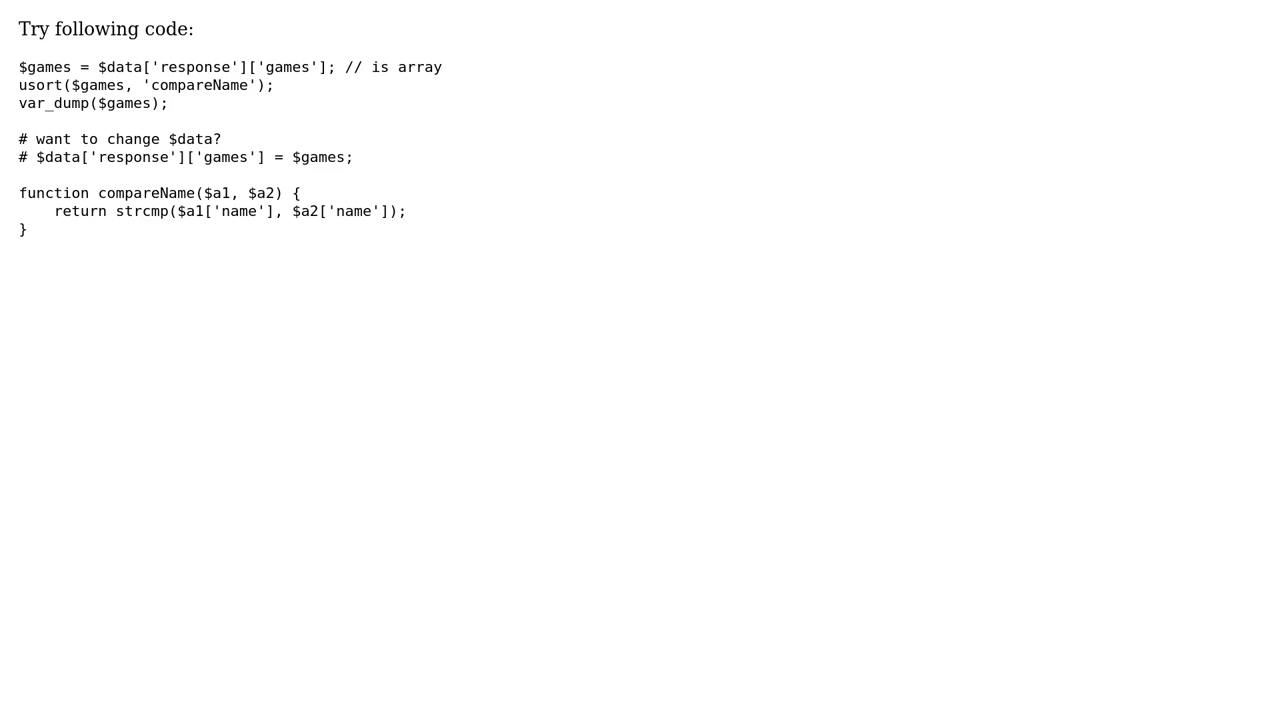 Try following code:
$games = $data['response']['games']; // is array
usort($games, 'compareName');
var_dump($games);
# want to change $data?
# $data['response']['games'] = $games;
function compareName($a1, $a2) {
    return strcmp($a1['name'], $a2['name']);
}